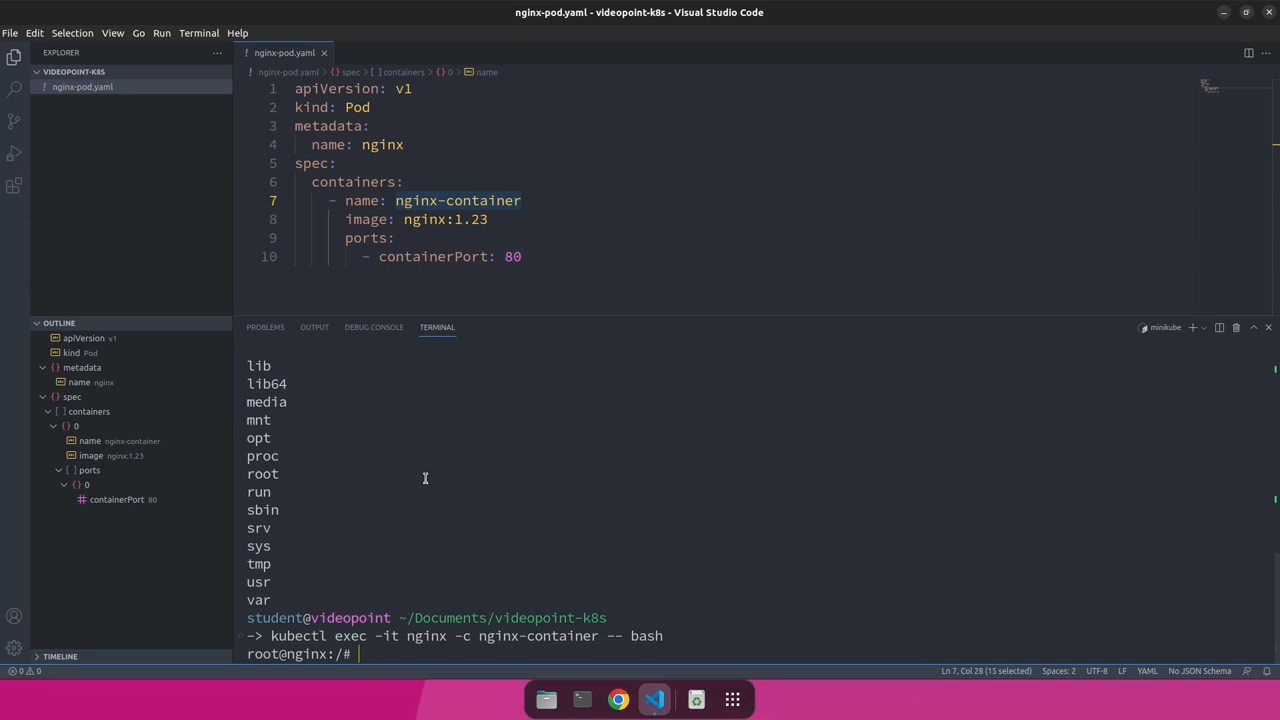 nginx-pod.yaml - videopoint-k8s - Visual Studio Code
File Edit Selection View Go Run Terminal Help
EXPLORER
VIDEOPOINT-K8S
nginx-pod.yaml
OUTLINE
apiVersion v1
kind Pod
metadata
name nginx
spec
containers
0
name nginx-container
image nginx:1.23
ports
0
containerPort 80
TIMELINE
nginx-pod.yaml
nginx-pod.yaml > {} spec > [ ] containers > {} 0 > name
1 apiVersion: v1
2 kind: Pod
3 metadata:
4 name: nginx
5 spec:
6 containers:
7 - name: nginx-container
8 image: nginx:1.23
9 ports:
10 - containerPort: 80
PROBLEMS OUTPUT DEBUG CONSOLE TERMINAL
minikube
lib
lib64
media
mnt
opt
proc
root
run
sbin
srv
sys
tmp
usr
var
student@videopoint ~/Documents/videopoint-k8s
-> kubectl exec -it nginx -c nginx-container -- bash
root@nginx:/#
0 0 Ln 7, Col 28 (15 selected) Spaces: 2 UTF-8 LF YAML No JSON Schema